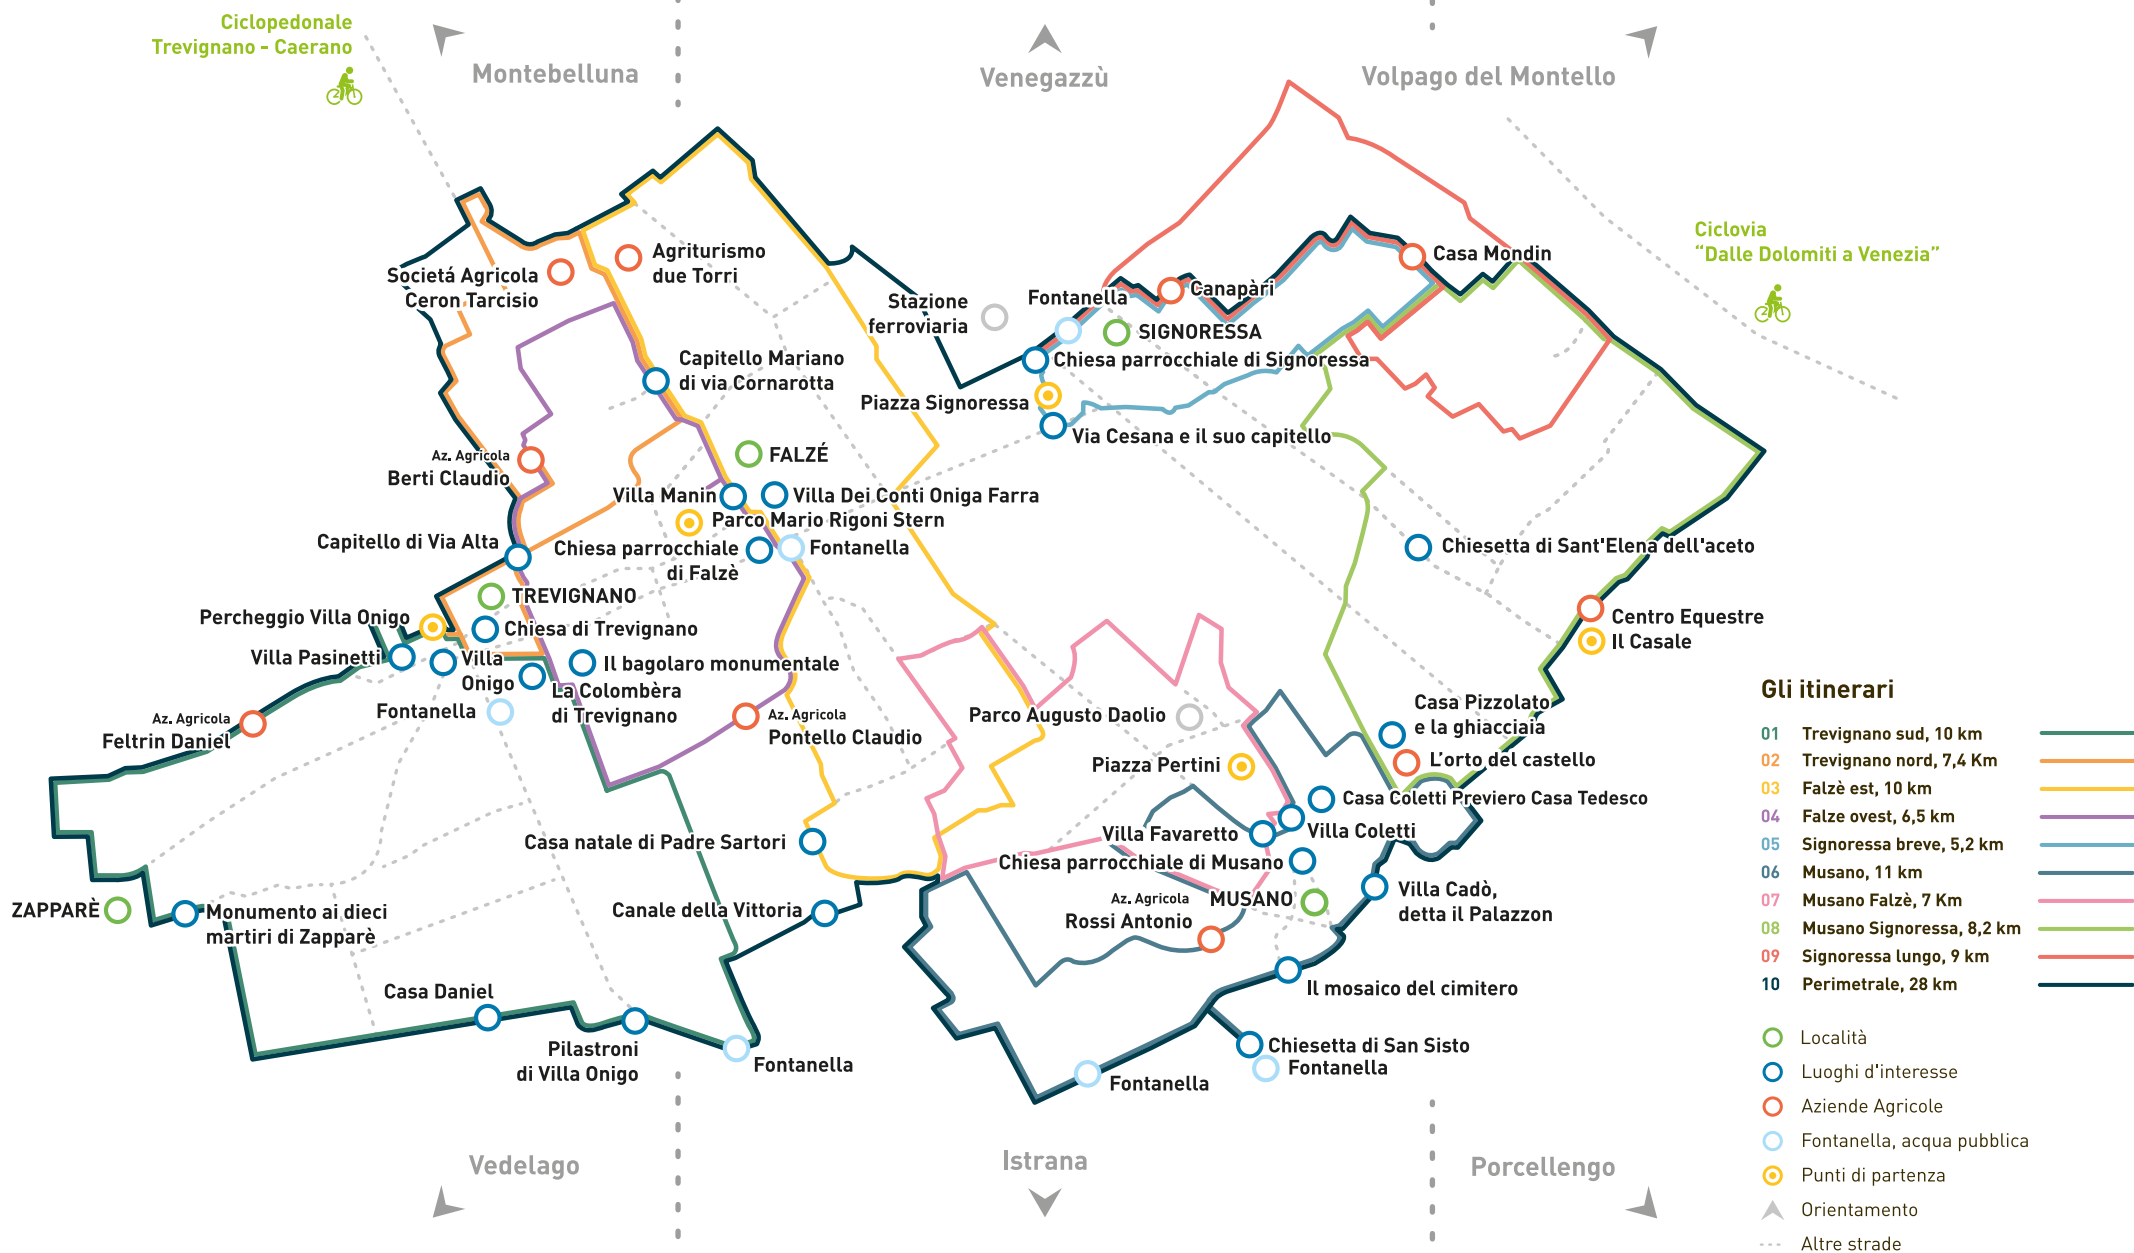 Ciclopedonale
Trevignano - Caerano
Montebelluna
Venegazzù
Volpago del Montello
Ciclovia
“Dalle Dolomiti a Venezia”
Agriturismo
due Torri
Societá Agricola
Ceron Tarcisio
Casa Mondin
Canapàri
Fontanella
Stazione
ferroviaria
SIGNORESSA
Chiesa parrocchiale di Signoressa
Capitello Mariano
di via Cornarotta
Piazza Signoressa
Via Cesana e il suo capitello
Az. Agricola
Berti Claudio
FALZÉ
Villa Manin
Villa Dei Conti Oniga Farra
Parco Mario Rigoni Stern
Capitello di Via Alta
Chiesa parrocchiale
di Falzè
Fontanella
Chiesetta di Sant'Elena dell'aceto
TREVIGNANO
Percheggio Villa Onigo
Chiesa di Trevignano
Centro Equestre
Il Casale
Villa Pasinetti
Villa
Onigo
Il bagolaro monumentale
La Colombèra
di Trevignano
Fontanella
Az. Agricola
Feltrin Daniel
Az. Agricola
Pontello Claudio
Parco Augusto Daolio
Casa Pizzolato
e la ghiacciaia
L'orto del castello
Piazza Pertini
Casa Coletti Previero Casa Tedesco
Villa Favaretto
Villa Coletti
Casa natale di Padre Sartori
Chiesa parrocchiale di Musano
Az. Agricola
Rossi Antonio
MUSANO
Villa Cadò,
detta il Palazzon
ZAPPARÈ
Monumento ai dieci
martiri di Zapparè
Canale della Vittoria
Casa Daniel
Il mosaico del cimitero
Pilastroni
di Villa Onigo
Fontanella
Chiesetta di San Sisto
Fontanella
Fontanella
Vedelago
Istrana
Porcellengo
Gli itinerari
01 Trevignano sud, 10 km
02 Trevignano nord, 7,4 Km
03 Falzè est, 10 km
04 Falze ovest, 6,5 km
05 Signoressa breve, 5,2 km
06 Musano, 11 km
07 Musano Falzè, 7 Km
08 Musano Signoressa, 8,2 km
09 Signoressa lungo, 9 km
10 Perimetrale, 28 km
Località
Luoghi d'interesse
Aziende Agricole
Fontanella, acqua pubblica
Punti di partenza
Orientamento
Altre strade